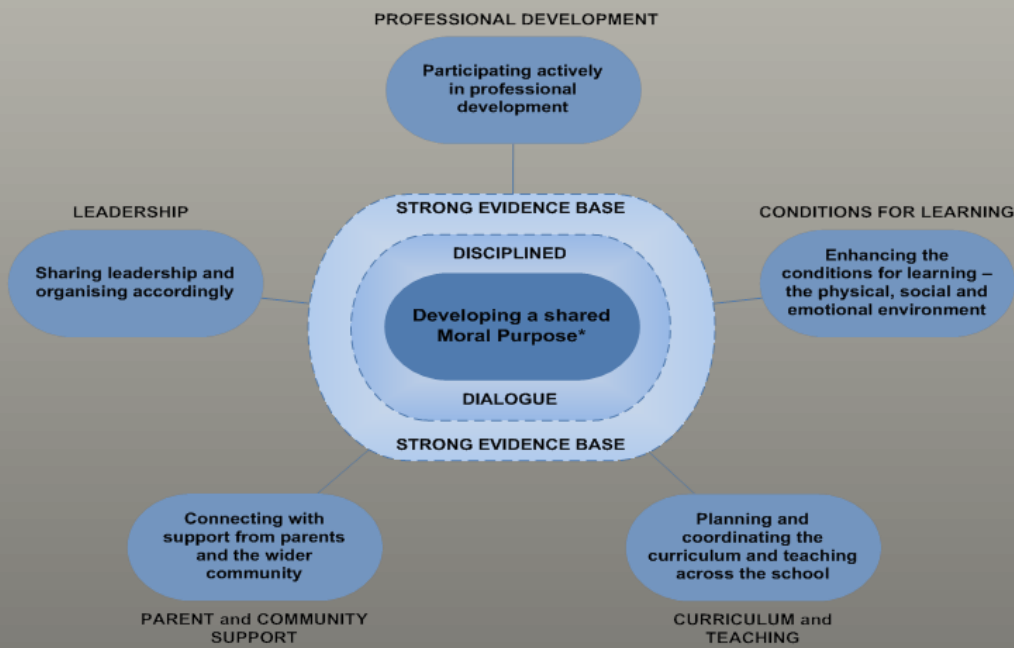 PROFESSIONAL DEVELOPMENT
Participating actively
in professional
development
LEADERSHIP
Sharing leadership and
organising accordingly
STRONG EVIDENCE BASE
DISCIPLINED
Developing a shared
Moral Purpose*
DIALOGUE
STRONG EVIDENCE BASE
CONDITIONS FOR LEARNING
Enhancing the
conditions for learning –
the physical, social and
emotional environment
Connecting with
support from parents
and the wider
community
PARENT and COMMUNITY
SUPPORT
Planning and
coordinating the
curriculum and teaching
across the school
CURRICULUM and
TEACHING